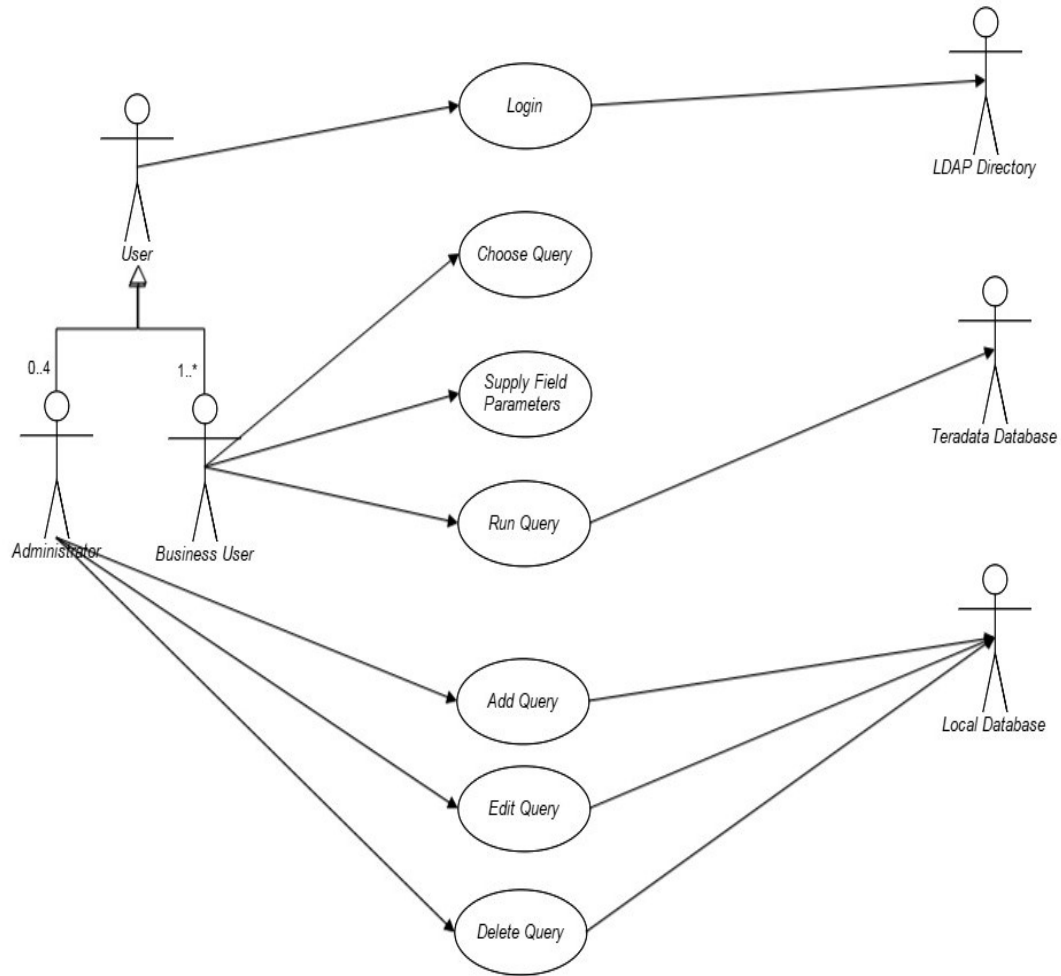 Login
LDAP Directory
User
Choose Query
0..4
1..*
Supply Field
Parameters
Teradata Database
Run Query
Administrator
Business User
Add Query
Local Database
Edit Query
Delete Query